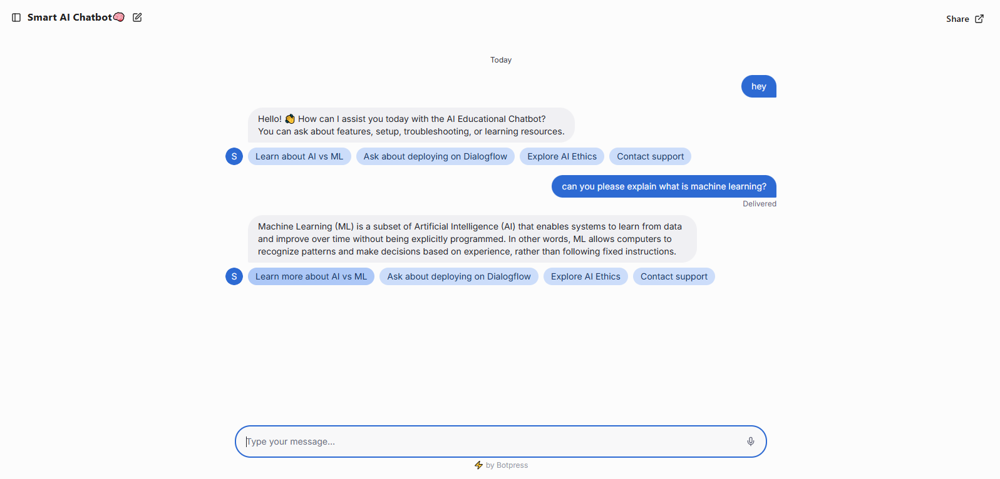 Smart AI Chatbot🧠
Share
Today
hey
Hello! 👋 How can I assist you today with the AI Educational Chatbot?
You can ask about features, setup, troubleshooting, or learning resources.
S
Learn about AI vs ML
Ask about deploying on Dialogflow
Explore AI Ethics
Contact support
can you please explain what is machine learning?
Delivered
Machine Learning (ML) is a subset of Artificial Intelligence (AI) that enables systems to learn from data
and improve over time without being explicitly programmed. In other words, ML allows computers to
recognize patterns and make decisions based on experience, rather than following fixed instructions.
S
Learn more about AI vs ML
Ask about deploying on Dialogflow
Explore AI Ethics
Contact support
Type your message...
⚡ by Botpress